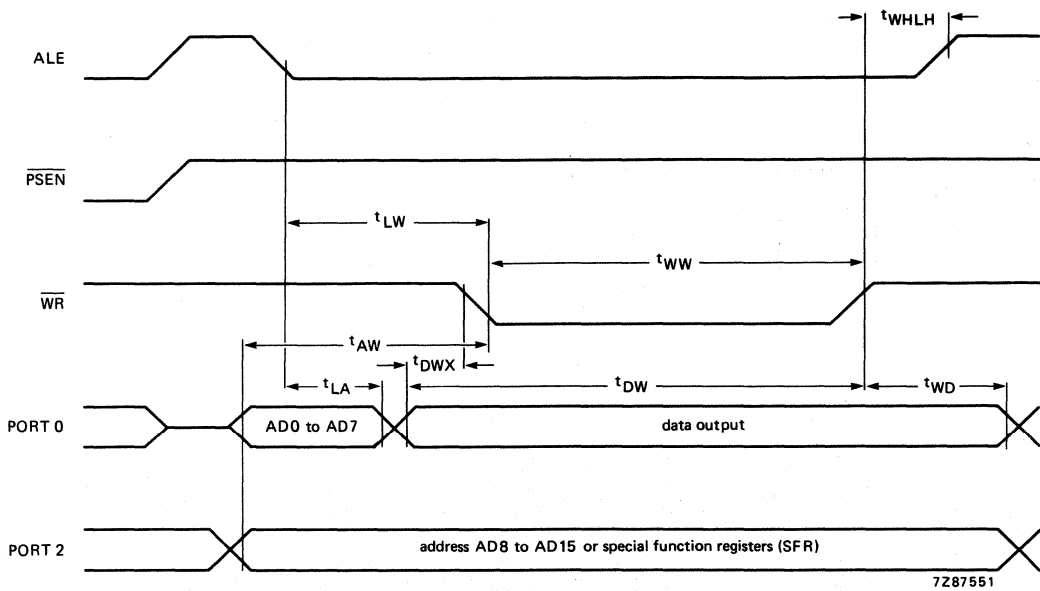 tWHLH
ALE
PSEN
tLW
tWW
WR
tAW
tDWX
tLA
tDW
tWD
PORT 0
AD0 to AD7
data output
PORT 2
address AD8 to AD15 or special function registers (SFR)
7Z87551